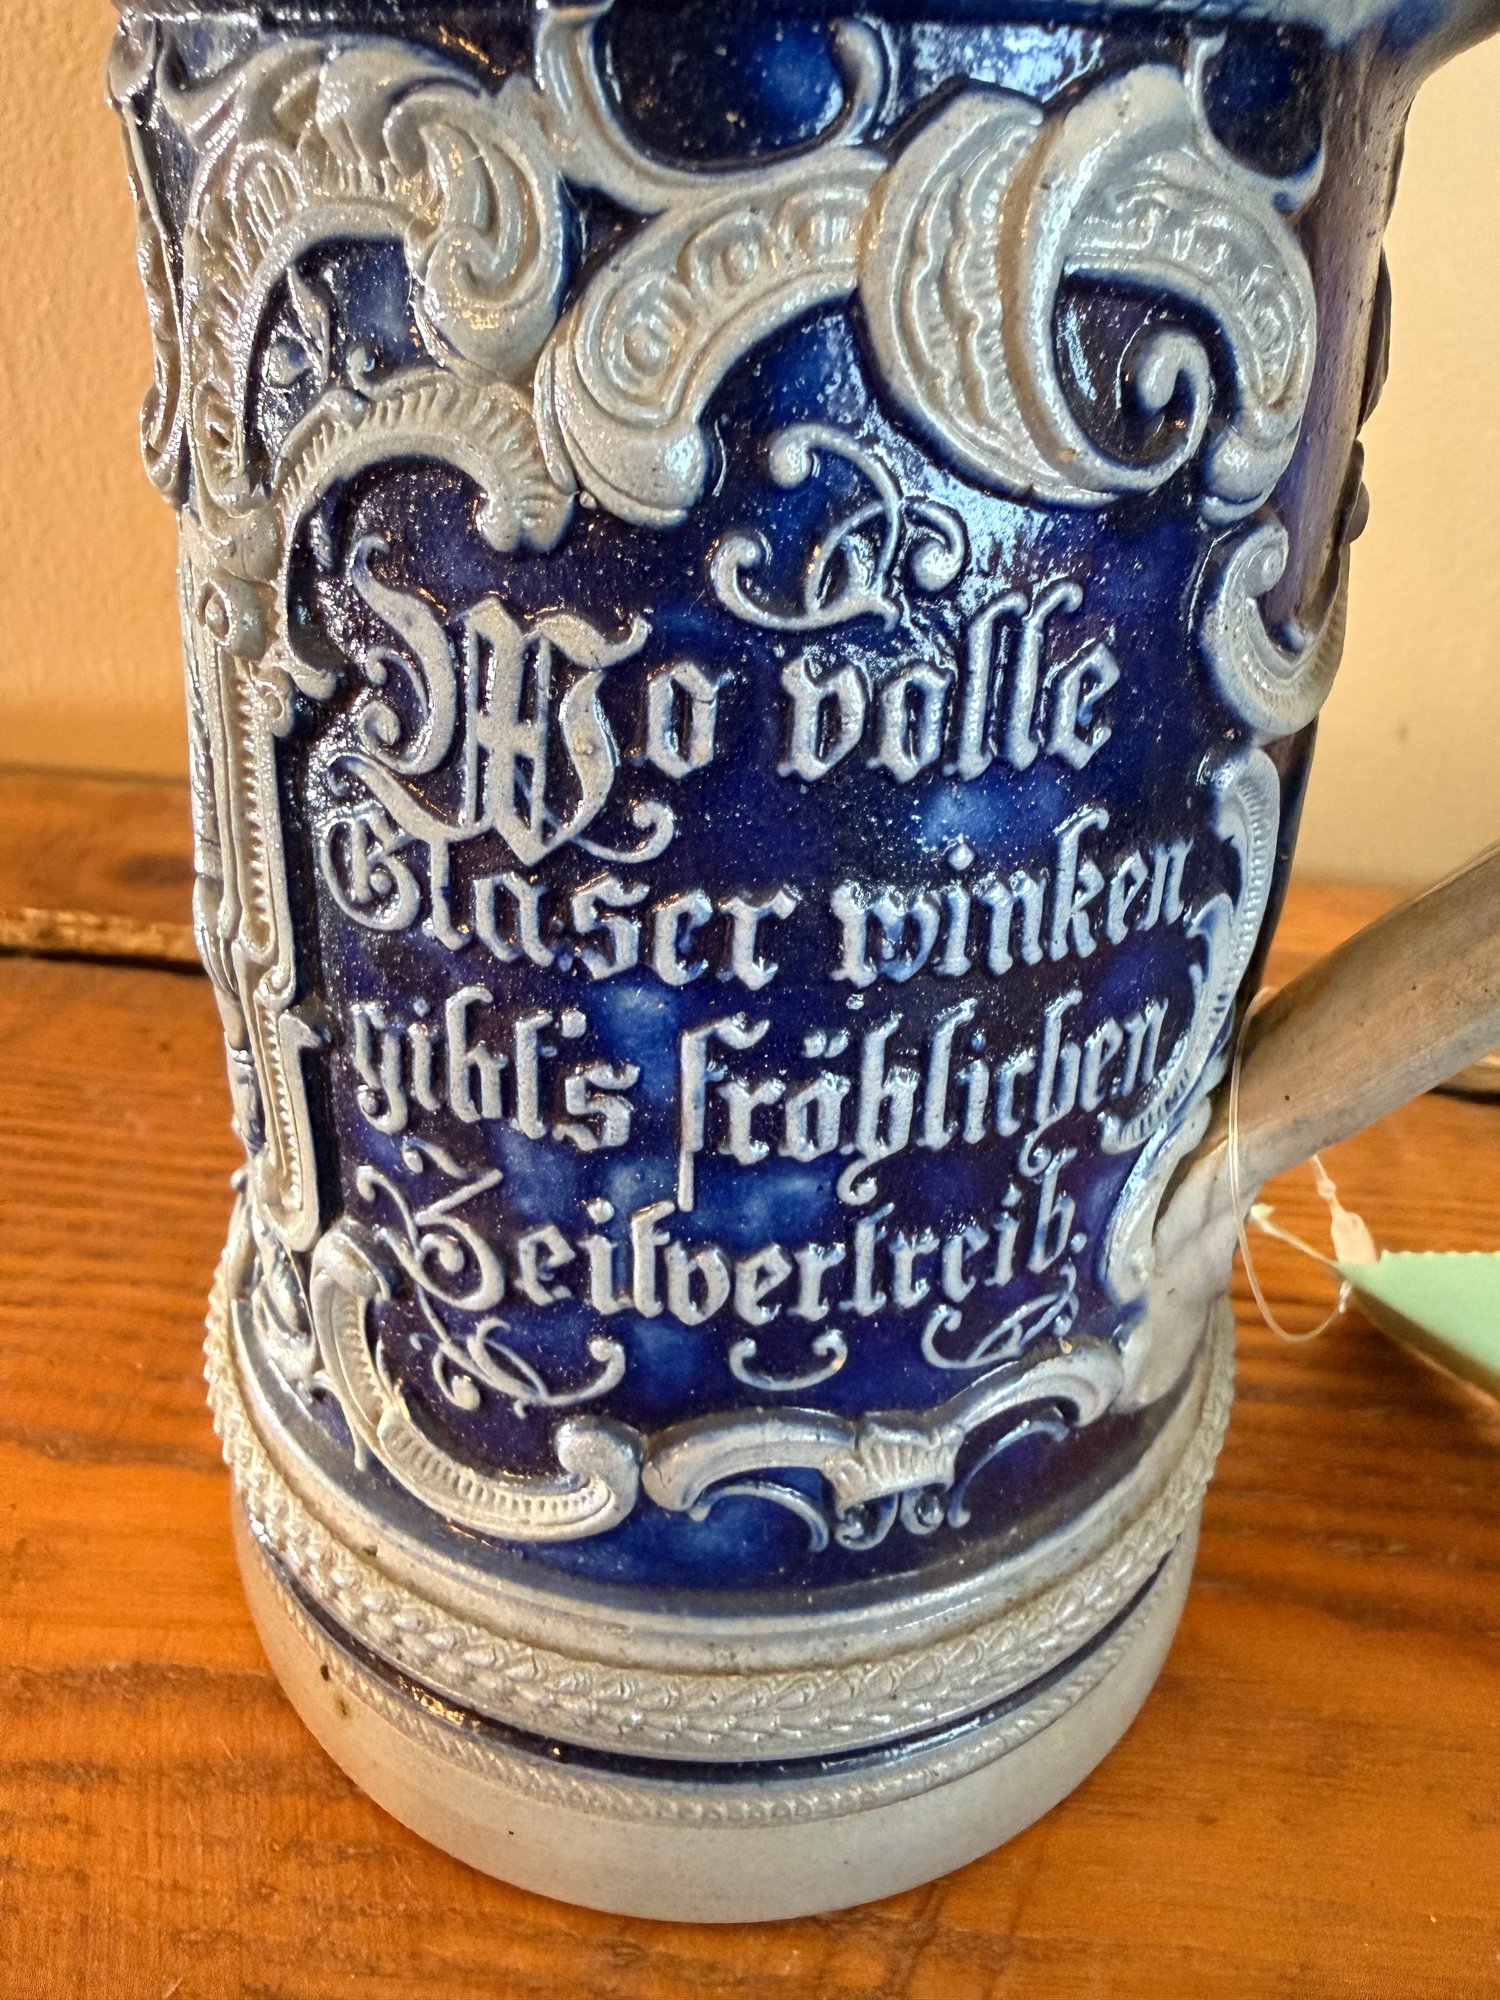 Wo volle
Gläser winken
gibt's fröhlichen
Zeitvertreib.